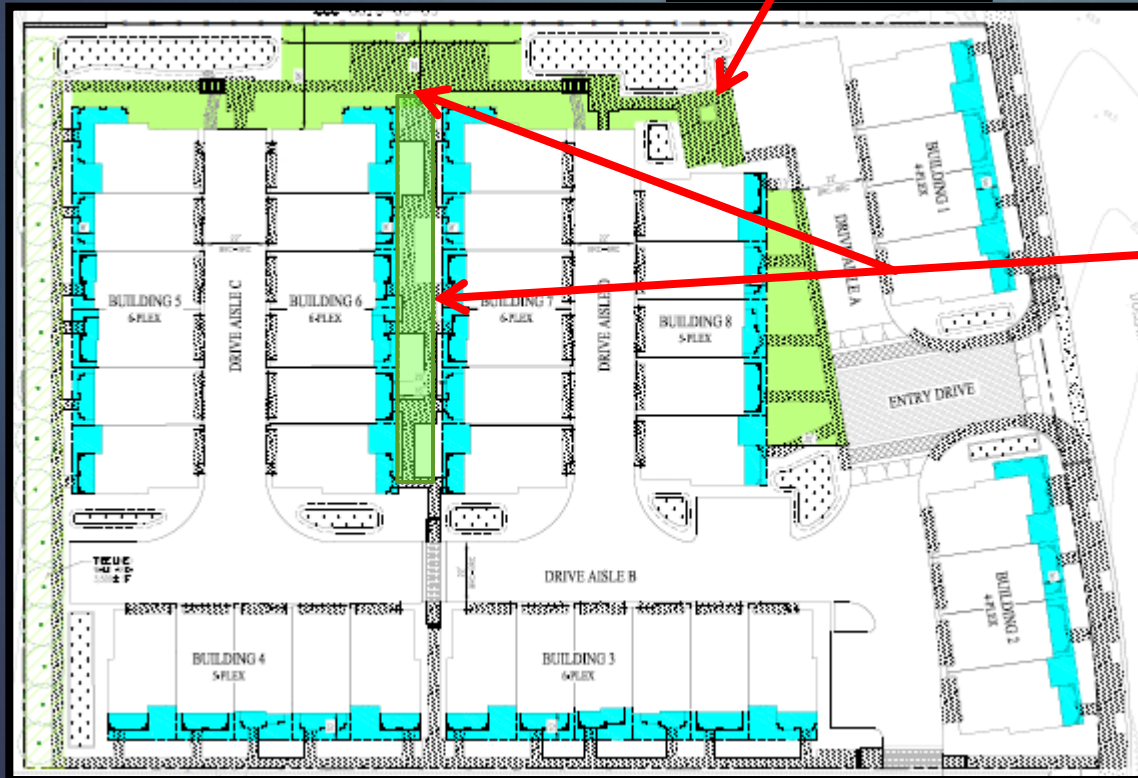 BUILDING 1
4-PLEX
DRIVE AISLE A
BUILDING 5
6-PLEX
DRIVE AISLE C
BUILDING 6
6-PLEX
BUILDING 7
6-PLEX
DRIVE AISLE D
BUILDING 8
5-PLEX
ENTRY DRIVE
DRIVE AISLE B
BUILDING 2
4-PLEX
BUILDING 4
5-PLEX
BUILDING 3
6-PLEX